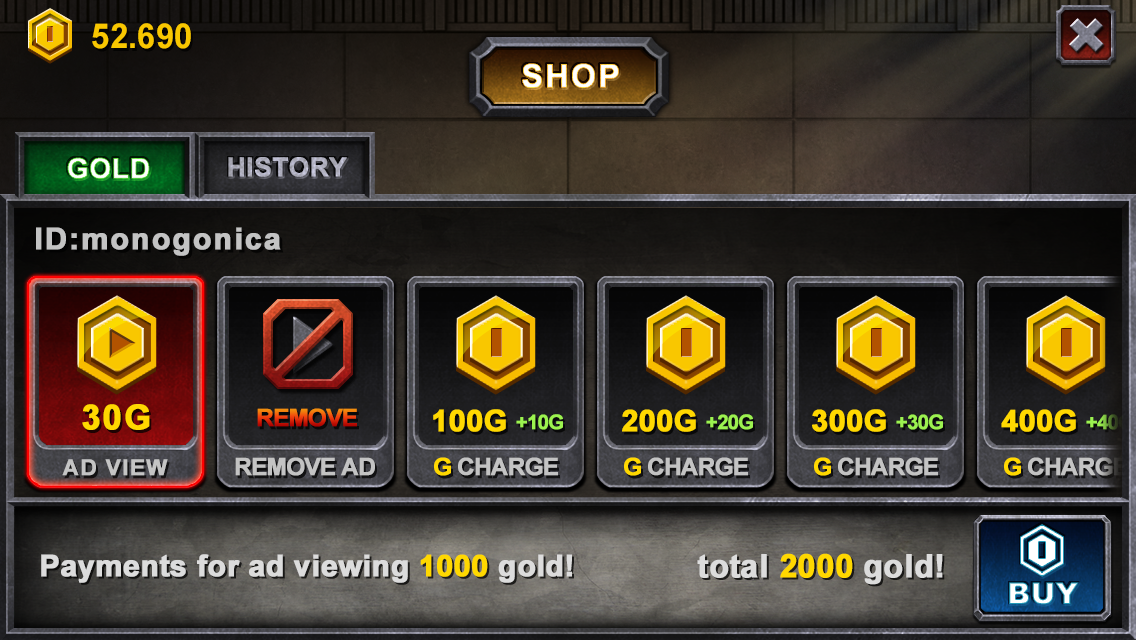 52.690
SHOP
GOLD
HISTORY
ID:monogonica
30G
AD VIEW
REMOVE
REMOVE AD
100G +10G
G CHARGE
200G +20G
G CHARGE
300G +30G
G CHARGE
400G +40
G CHARG
Payments for ad viewing 1000 gold!
total 2000 gold!
BUY